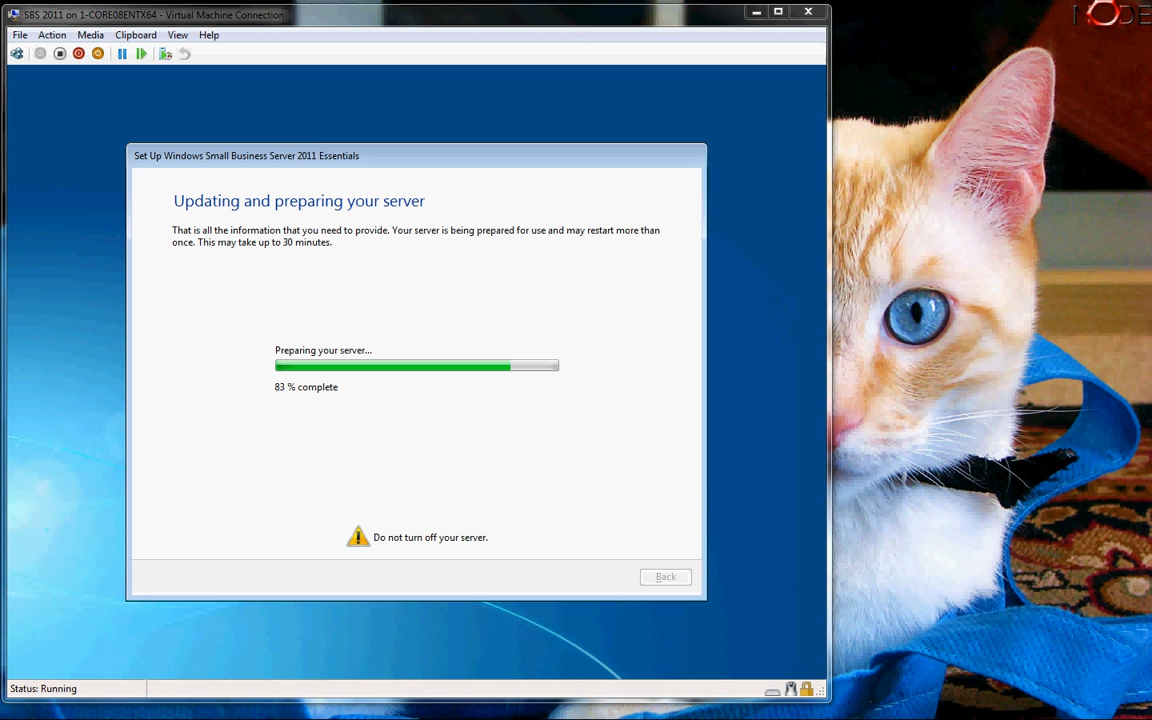 SBS 2011 on 1-CORE08ENTX64 - Virtual Machine Connection
NODE
File Action Media Clipboard View Help
Set Up Windows Small Business Server 2011 Essentials
Updating and preparing your server
That is all the information that you need to provide. Your server is being prepared for use and may restart more than
once. This may take up to 30 minutes.
Preparing your server...
83 % complete
Do not turn off your server.
Back
Status: Running